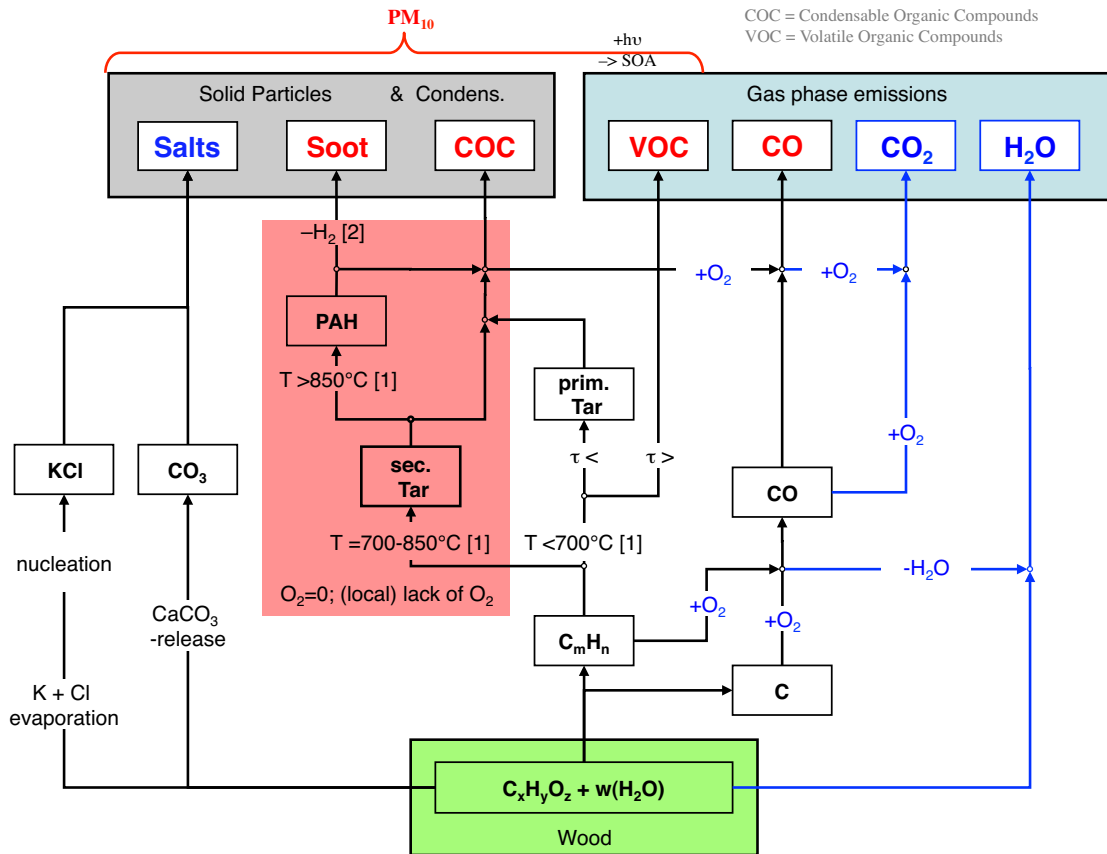 PM₁₀
COC = Condensable Organic Compounds
VOC = Volatile Organic Compounds
+hυ
–> SOA
Solid Particles & Condens.
Gas phase emissions
Salts
Soot
COC
VOC
CO
CO₂
H₂O
–H₂ [2]
+O₂
+O₂
PAH
T >850°C [1]
prim.
Tar
+O₂
τ <
τ >
KCl
CO₃
sec.
Tar
CO
T =700-850°C [1]
T <700°C [1]
nucleation
-H₂O
O₂=0; (local) lack of O₂
+O₂
+O₂
CaCO₃
-release
CₘHₙ
C
K + Cl
evaporation
CₓHyOz + w(H₂O)
Wood